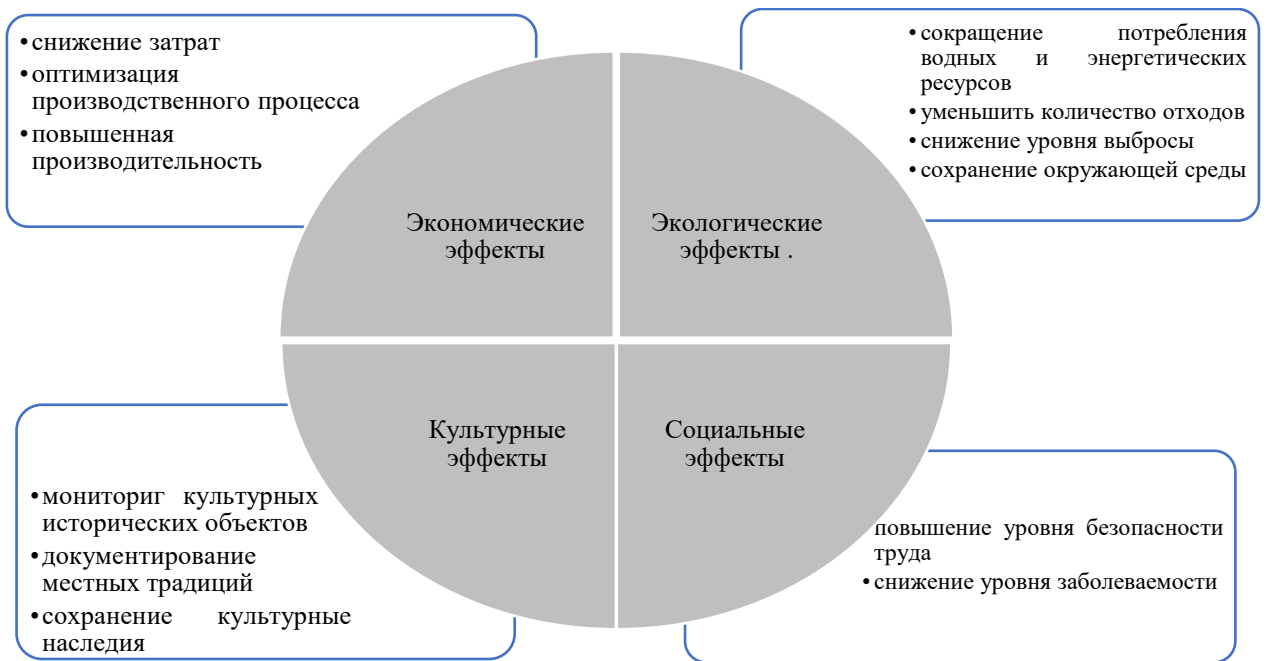 •снижение затрат
•оптимизация
производственного процесса
•повышенная
производительность
•сокращение потребления
водных и энергетических
ресурсов
•уменьшить количество отходов
•снижение уровня выбросы
•сохранение окружающей среды
Экономические
эффекты
Экологические
эффекты .
Культурные
эффекты
Социальные
эффекты
•мониториг культурных
исторических объектов
•документирование
местных традиций
•сохранение культурные
наследия
повышение уровня безопасности
труда
•снижение уровня заболеваемости